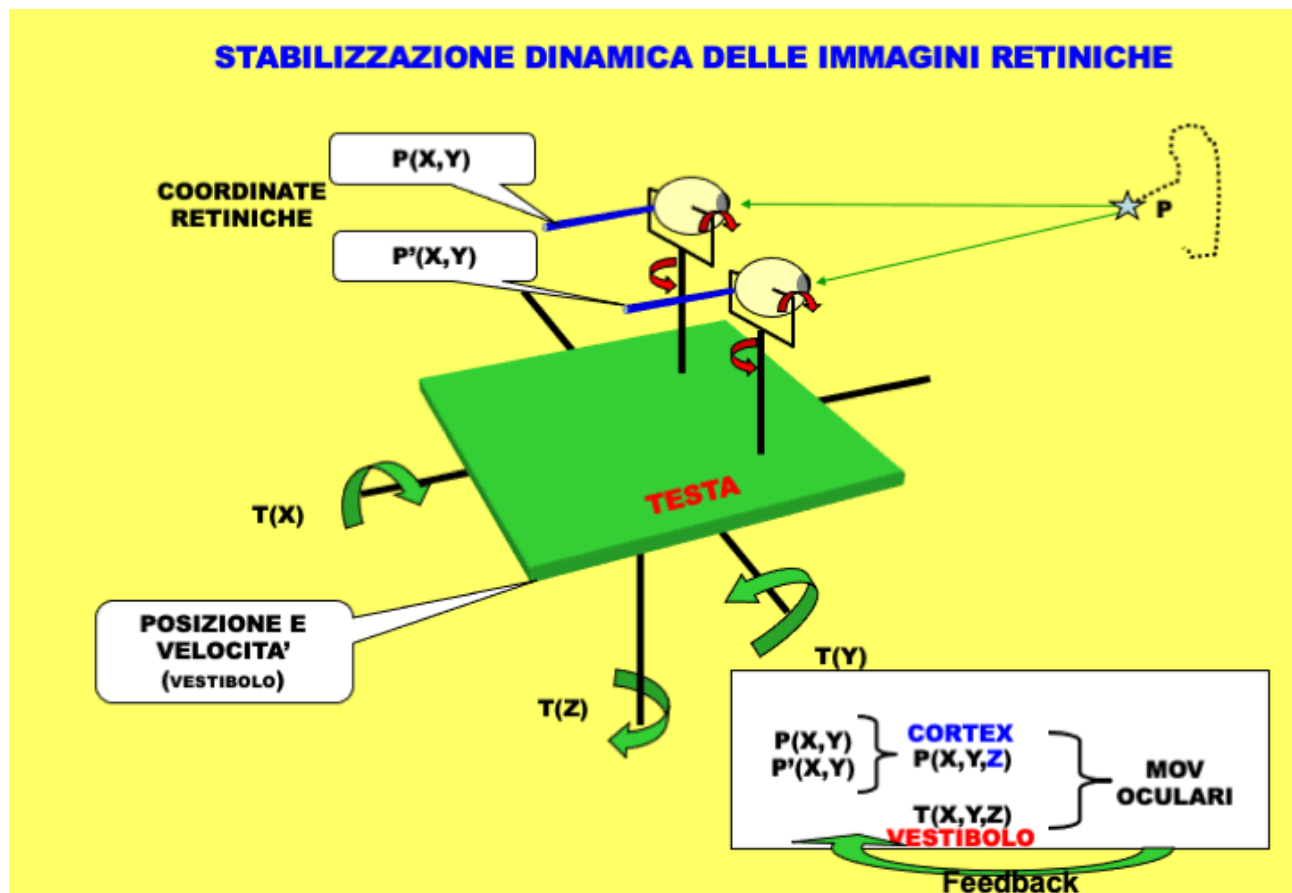 STABILIZZAZIONE DINAMICA DELLE IMMAGINI RETINICHE
P(X,Y)
COORDINATE
RETINICHE
P
P’(X,Y)
TESTA
T(X)
POSIZIONE E
VELOCITA’
(VESTIBOLO)
T(Y)
T(Z)
P(X,Y)
P’(X,Y)
CORTEX
P(X,Y,Z)
MOV
OCULARI
T(X,Y,Z)
VESTIBOLO
Feedback